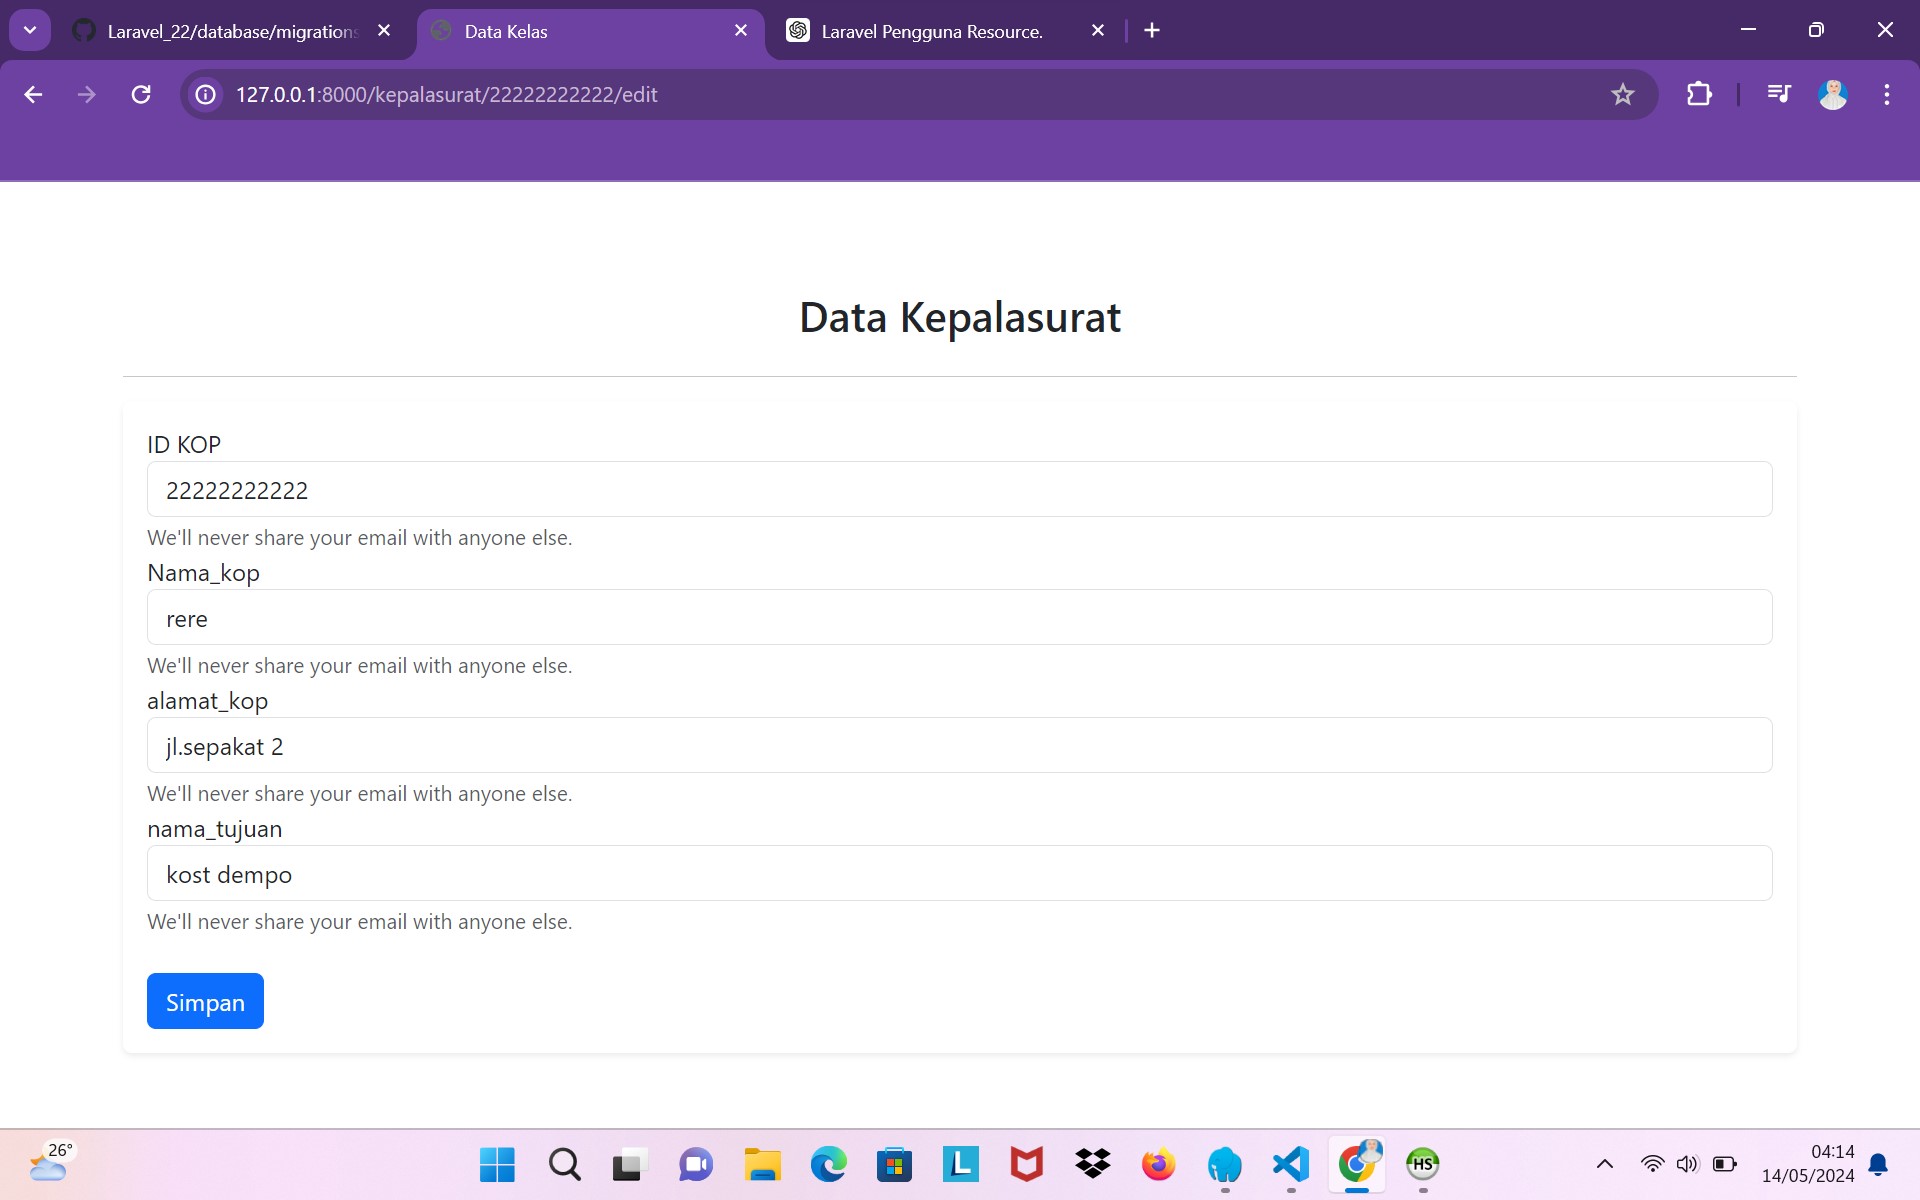 Laravel_22/database/migrations
Data Kelas
Laravel Pengguna Resource.
127.0.0.1:8000/kepalasurat/22222222222/edit
Data Kepalasurat
ID KOP
22222222222
We'll never share your email with anyone else.
Nama_kop
rere
We'll never share your email with anyone else.
alamat_kop
jl.sepakat 2
We'll never share your email with anyone else.
nama_tujuan
kost dempo
We'll never share your email with anyone else.
Simpan
26°
L
HS
04:14
14/05/2024